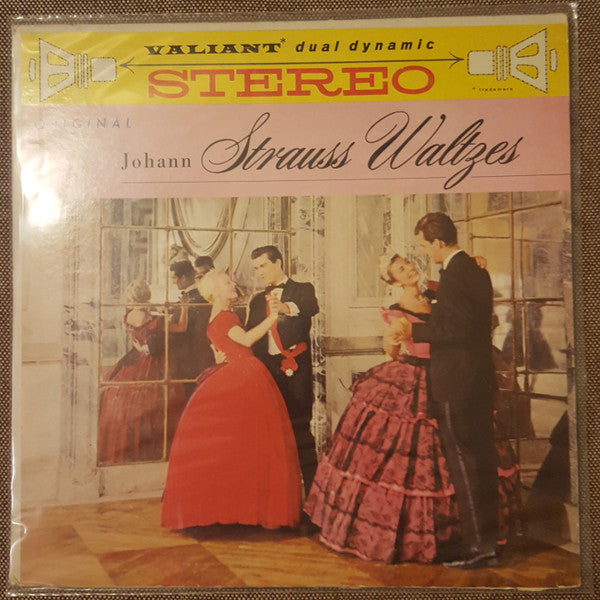 VALIANT* dual dynamic
STEREO
* trademark
ORIGINAL
Johann Strauss Waltzes